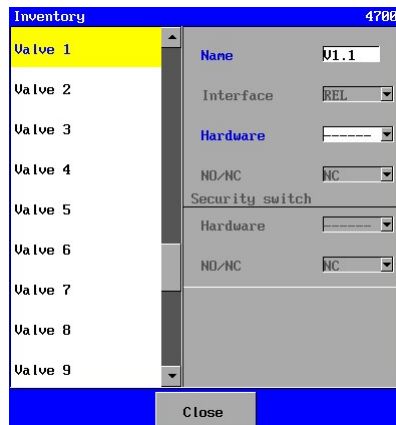 Inventory 4700
Valve 1
Valve 2
Valve 3
Valve 4
Valve 5
Valve 6
Valve 7
Valve 8
Valve 9
Name V1.1
Interface REL
Hardware ------
NO/NC NC
Security switch
Hardware ------
NO/NC NC
Close